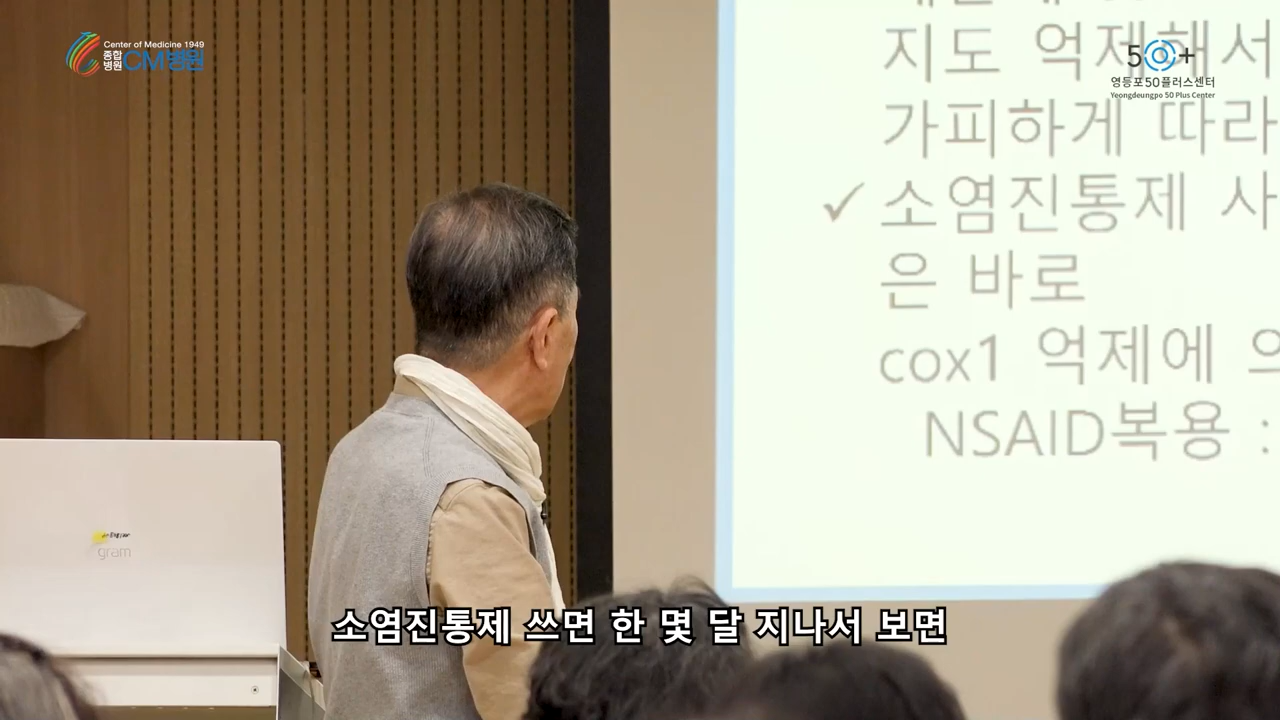 Center of Medicine 1949
종합
병원
CM병원
50+
영등포50플러스센터
Yeongdeungpo 50 Plus Center
지도 억제해서
가피하게 따라
✓ 소염진통제 사
은 바로
cox1 억제에 의
NSAID복용 :
gram
소염진통제 쓰면 한 몇 달 지나서 보면